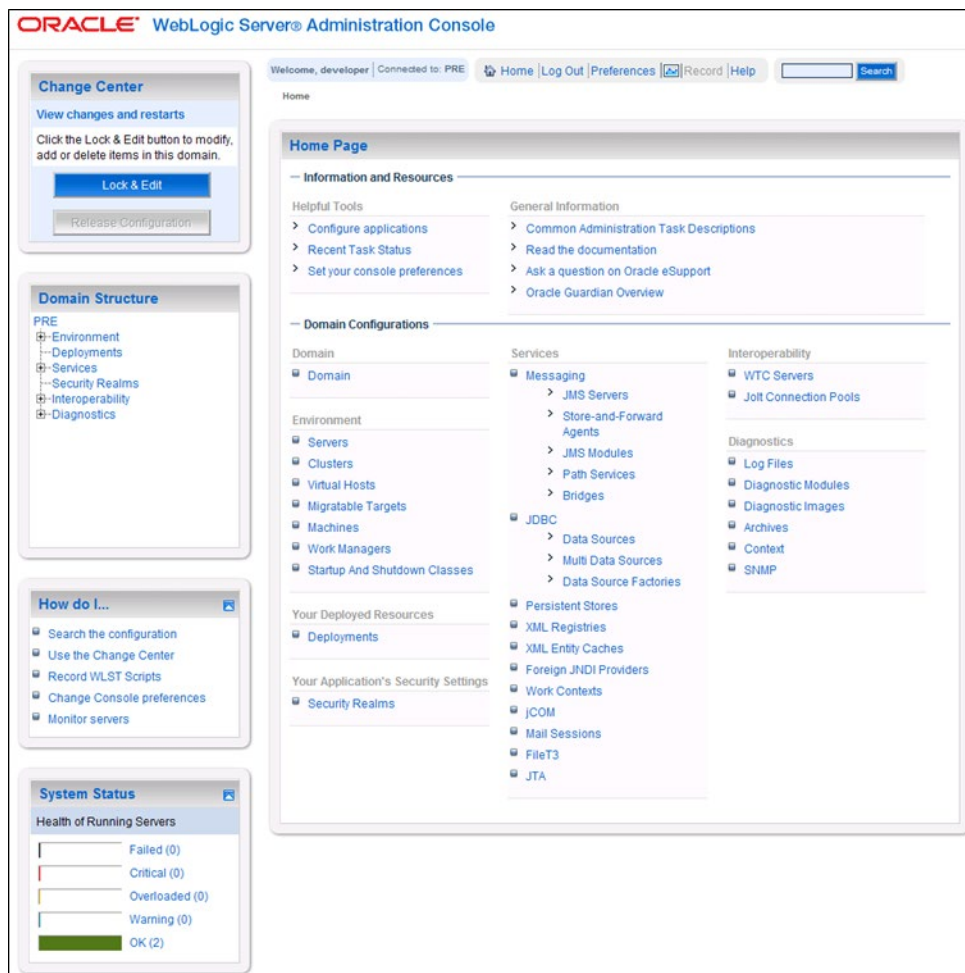 ORACLE® WebLogic Server® Administration Console
Change Center
View changes and restarts
Click the Lock & Edit button to modify,
add or delete items in this domain.
Lock & Edit
Release Configuration
Domain Structure
PRE
Environment
Deployments
Services
Security Realms
Interoperability
Diagnostics
How do I...
Search the configuration
Use the Change Center
Record WLST Scripts
Change Console preferences
Monitor servers
System Status
Health of Running Servers
Failed (0)
Critical (0)
Overloaded (0)
Warning (0)
OK (2)
Welcome, developer | Connected to: PRE Home | Log Out | Preferences | Record | Help Search
Home
Home Page
Information and Resources
Helpful Tools
Configure applications
Recent Task Status
Set your console preferences
General Information
Common Administration Task Descriptions
Read the documentation
Ask a question on Oracle eSupport
Oracle Guardian Overview
Domain Configurations
Domain
Domain
Environment
Servers
Clusters
Virtual Hosts
Migratable Targets
Machines
Work Managers
Startup And Shutdown Classes
Your Deployed Resources
Deployments
Your Application's Security Settings
Security Realms
Services
Messaging
JMS Servers
Store-and-Forward
Agents
JMS Modules
Path Services
Bridges
JDBC
Data Sources
Multi Data Sources
Data Source Factories
Persistent Stores
XML Registries
XML Entity Caches
Foreign JNDI Providers
Work Contexts
jCOM
Mail Sessions
FileT3
JTA
Interoperability
WTC Servers
Jolt Connection Pools
Diagnostics
Log Files
Diagnostic Modules
Diagnostic Images
Archives
Context
SNMP